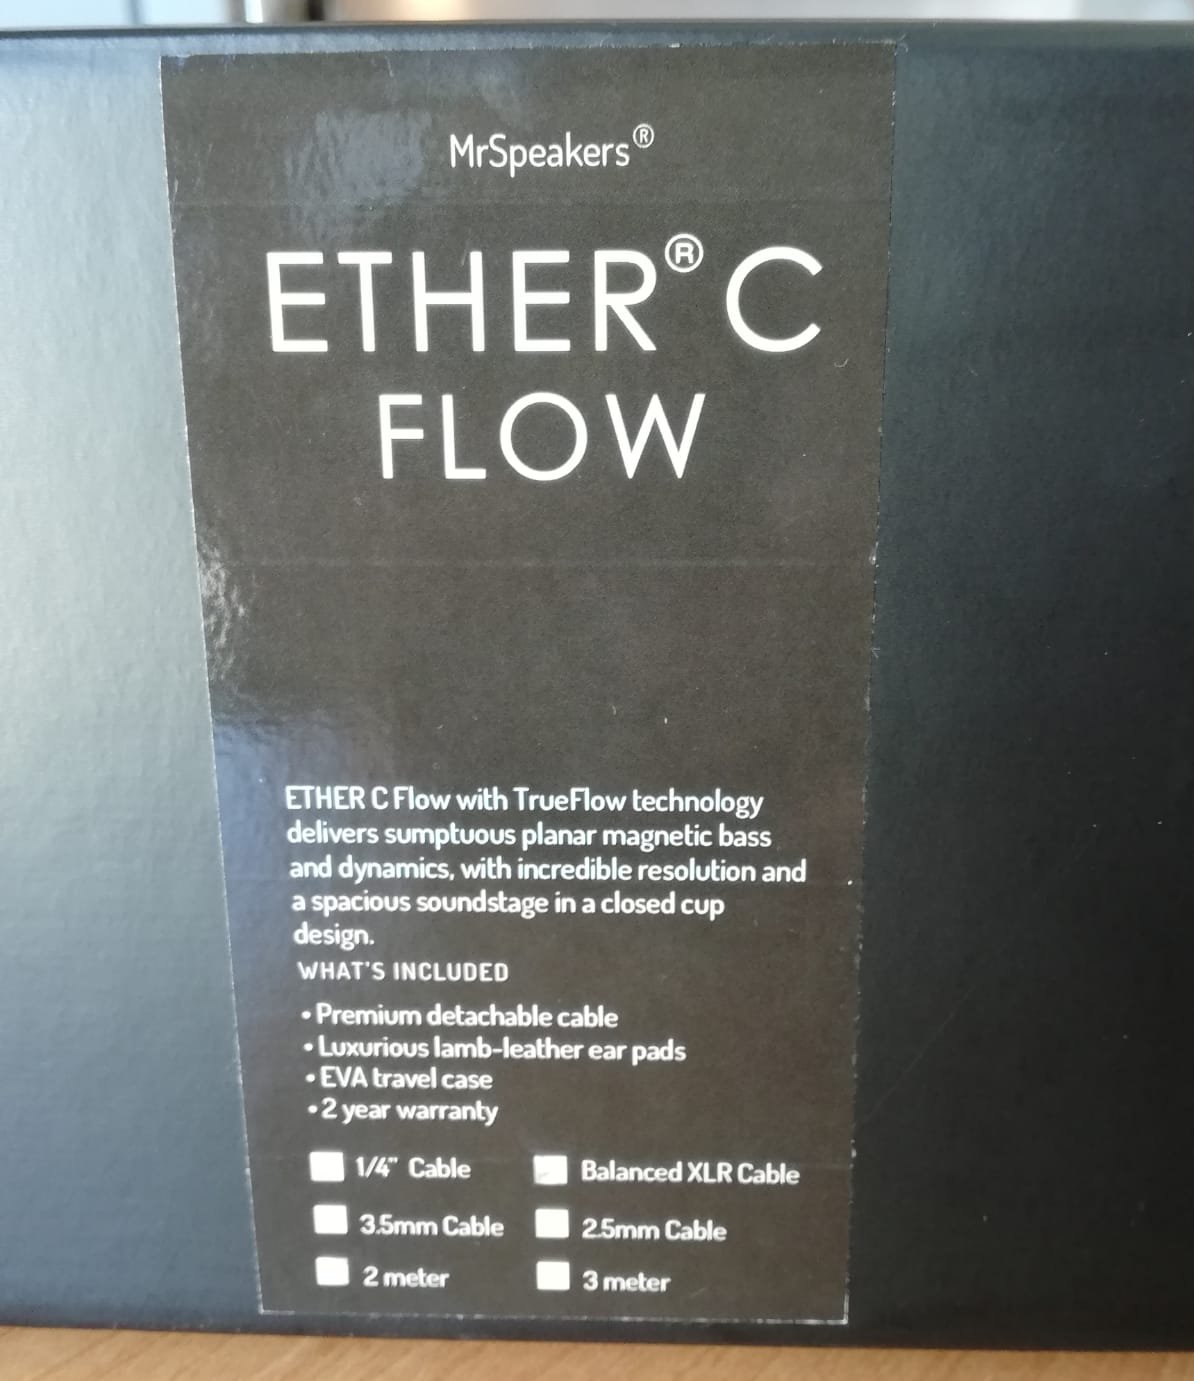 MrSpeakers®
ETHER® C
FLOW
ETHER C Flow with TrueFlow technology
delivers sumptuous planar magnetic bass
and dynamics, with incredible resolution and
a spacious soundstage in a closed cup
design.
WHAT'S INCLUDED
• Premium detachable cable
• Luxurious lamb-leather ear pads
• EVA travel case
• 2 year warranty
1/4" Cable Balanced XLR Cable
3.5mm Cable 2.5mm Cable
2 meter 3 meter